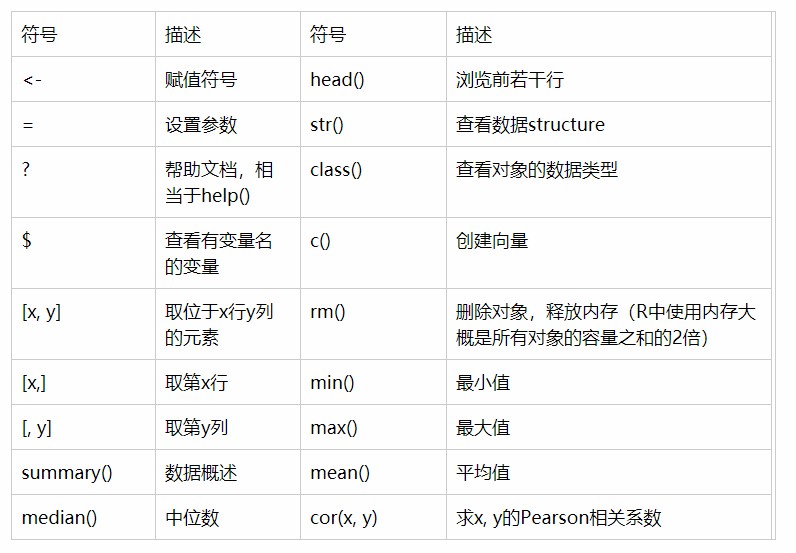 符号 描述 符号 描述
<- 赋值符号 head() 浏览前若干行
= 设置参数 str() 查看数据structure
? 帮助文档，相 class() 查看对象的数据类型
当于help()
$ 查看有变量名 c() 创建向量
的变量
[x, y] 取位于x行y列 rm() 删除对象，释放内存（R中使用内存大
的元素 概是所有对象的容量之和的2倍）
[x,] 取第x行 min() 最小值
[, y] 取第y列 max() 最大值
summary() 数据概述 mean() 平均值
median() 中位数 cor(x, y) 求x, y的Pearson相关系数